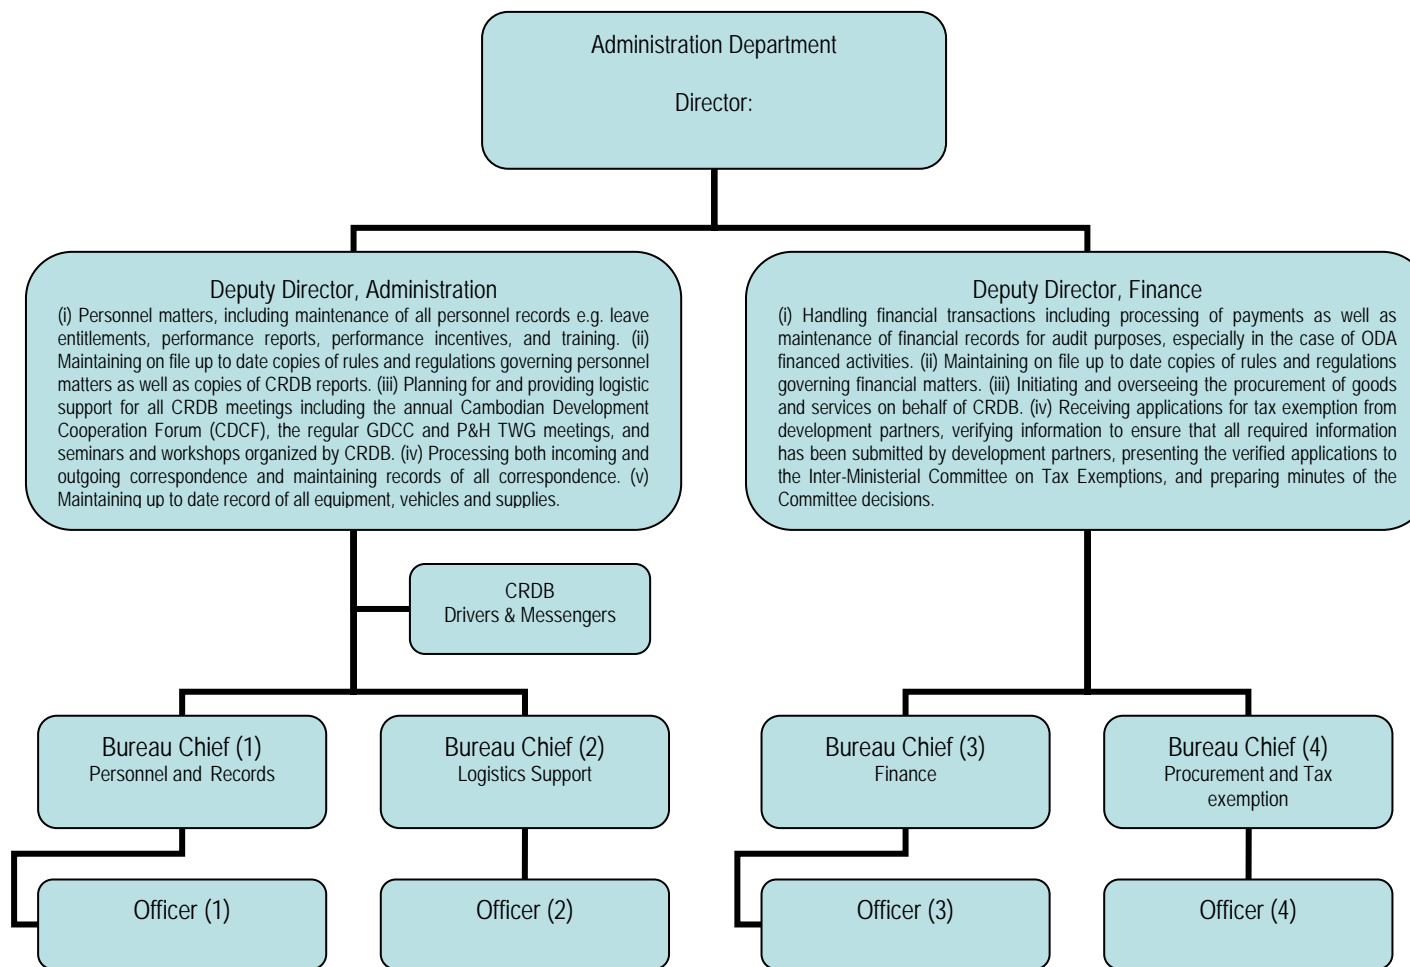 Administration Department
Director:
Deputy Director, Administration
(i) Personnel matters, including maintenance of all personnel records e.g. leave
entitlements, performance reports, performance incentives, and training. (ii)
Maintaining on file up to date copies of rules and regulations governing personnel
matters as well as copies of CRDB reports. (iii) Planning for and providing logistic
support for all CRDB meetings including the annual Cambodian Development
Cooperation Forum (CDCF), the regular GDCC and P&H TWG meetings, and
seminars and workshops organized by CRDB. (iv) Processing both incoming and
outgoing correspondence and maintaining records of all correspondence. (v)
Maintaining up to date record of all equipment, vehicles and supplies.
Deputy Director, Finance
(i) Handling financial transactions including processing of payments as well as
maintenance of financial records for audit purposes, especially in the case of ODA
financed activities. (ii) Maintaining on file up to date copies of rules and regulations
governing financial matters. (iii) Initiating and overseeing the procurement of goods
and services on behalf of CRDB. (iv) Receiving applications for tax exemption from
development partners, verifying information to ensure that all required information
has been submitted by development partners, presenting the verified applications to
the Inter-Ministerial Committee on Tax Exemptions, and preparing minutes of the
Committee decisions.
CRDB
Drivers & Messengers
Bureau Chief (1)
Personnel and Records
Bureau Chief (2)
Logistics Support
Bureau Chief (3)
Finance
Bureau Chief (4)
Procurement and Tax
exemption
Officer (1)
Officer (2)
Officer (3)
Officer (4)